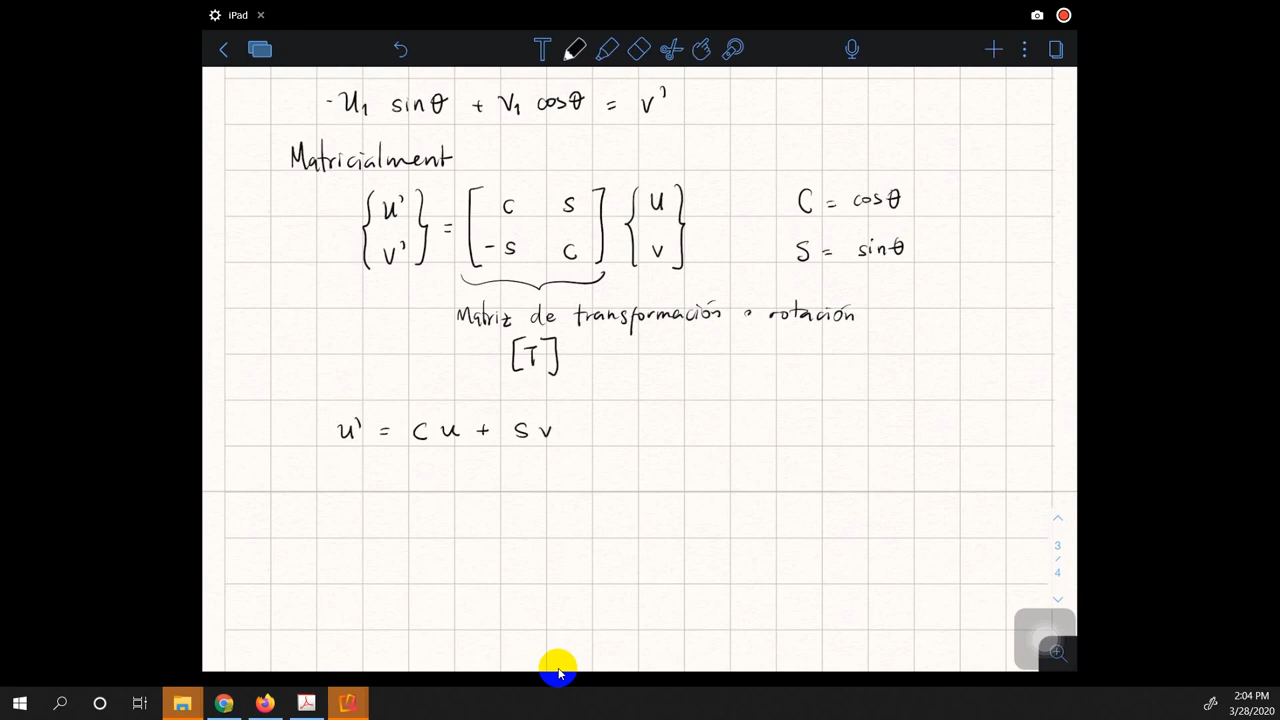 iPad
- u₁ sinθ + v₁ cosθ = v'
Matricialment
{u' v'} = [C S -S C] {u v}
C = cosθ
S = sinθ
Matriz de transformación o rotación
[T]
u' = C u + S v
3
/
4
2:04 PM
3/28/2020